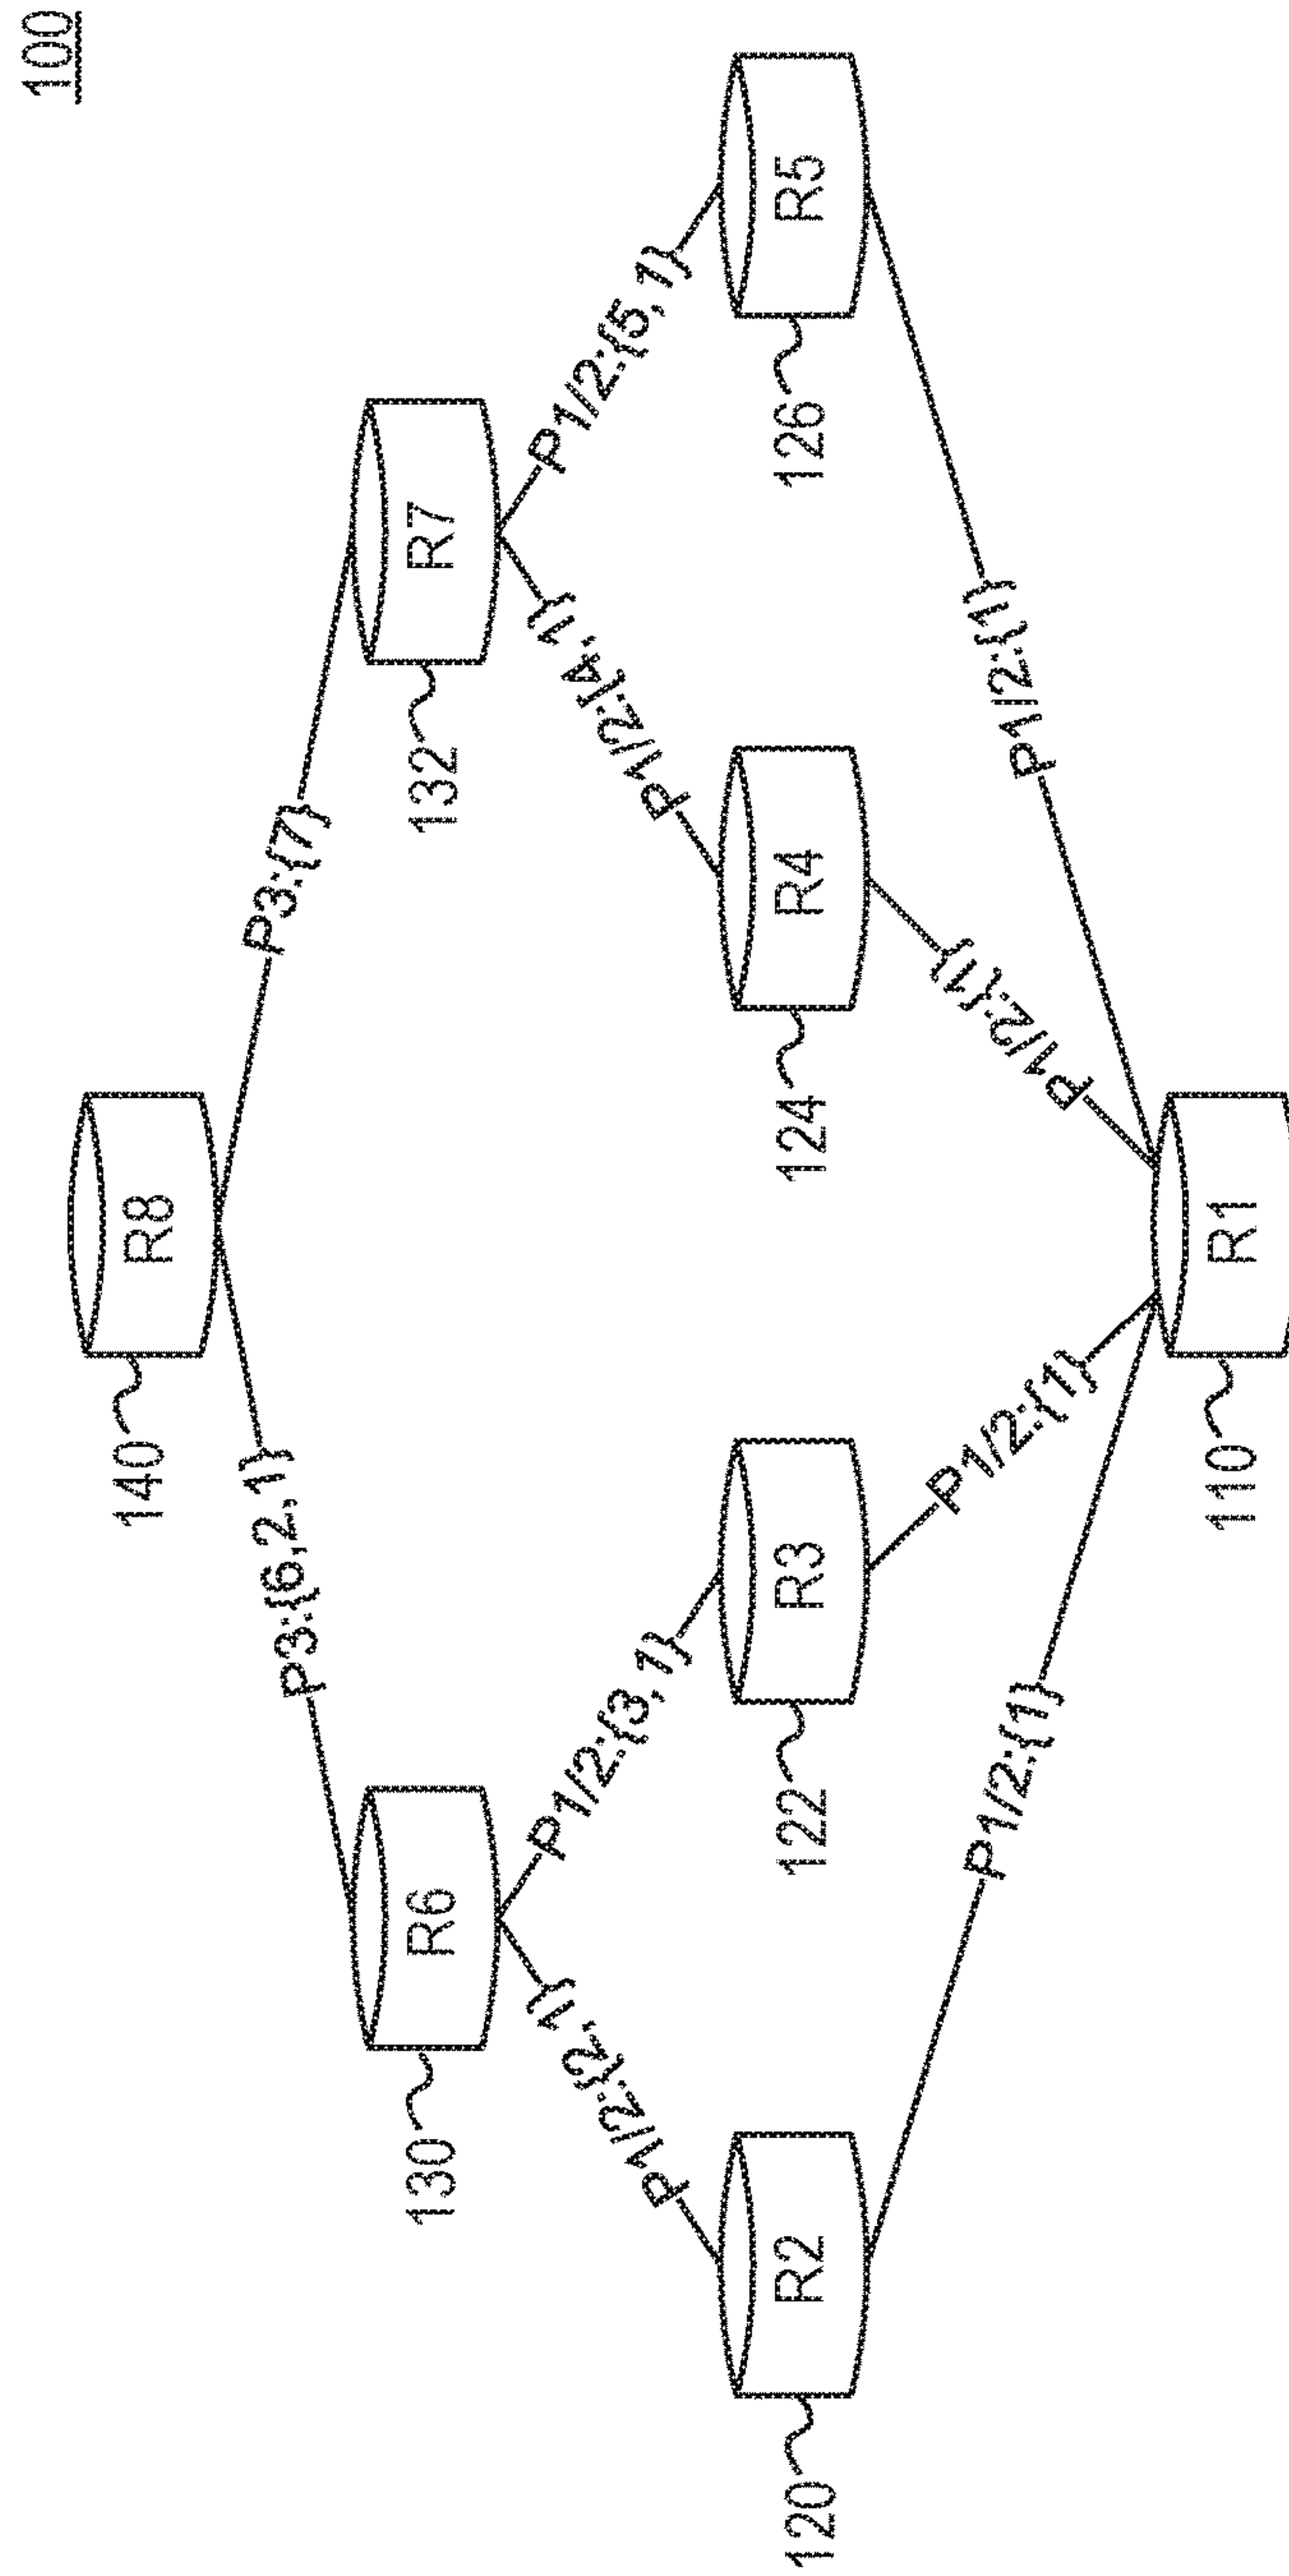 100
140
R8
P3:{6,2,1}
P3:{7}
130
R6
132
R7
P1/2:{2,1}
P1/2:{3,1}
P1/2:{4,1}
P1/2:{5,1}
120
R2
122
R3
124
R4
126
R5
P1/2:{1}
P1/2:{1}
P1/2:{1}
P1/2:{1}
110
R1